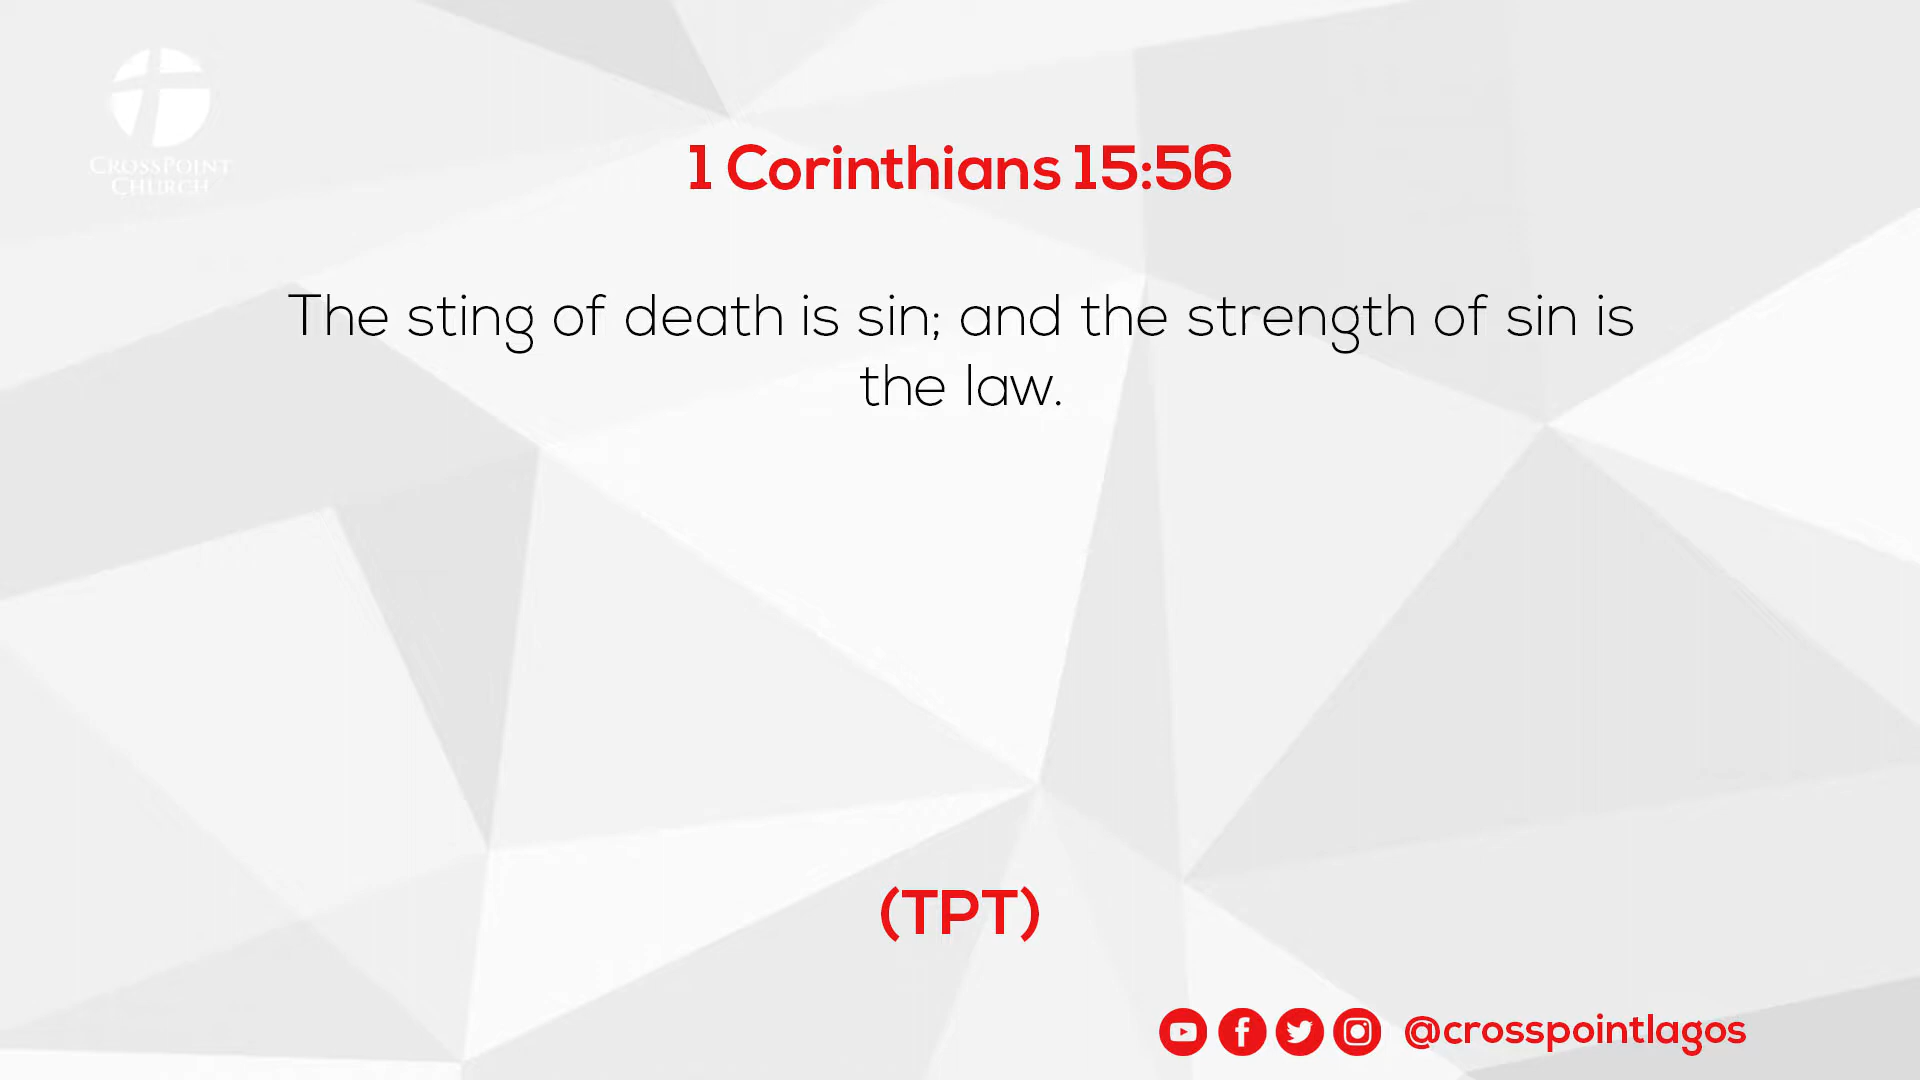 CROSSPOINT
CHURCH
1 Corinthians 15:56
The sting of death is sin; and the strength of sin is
the law.
(TPT)
@crosspointlagos